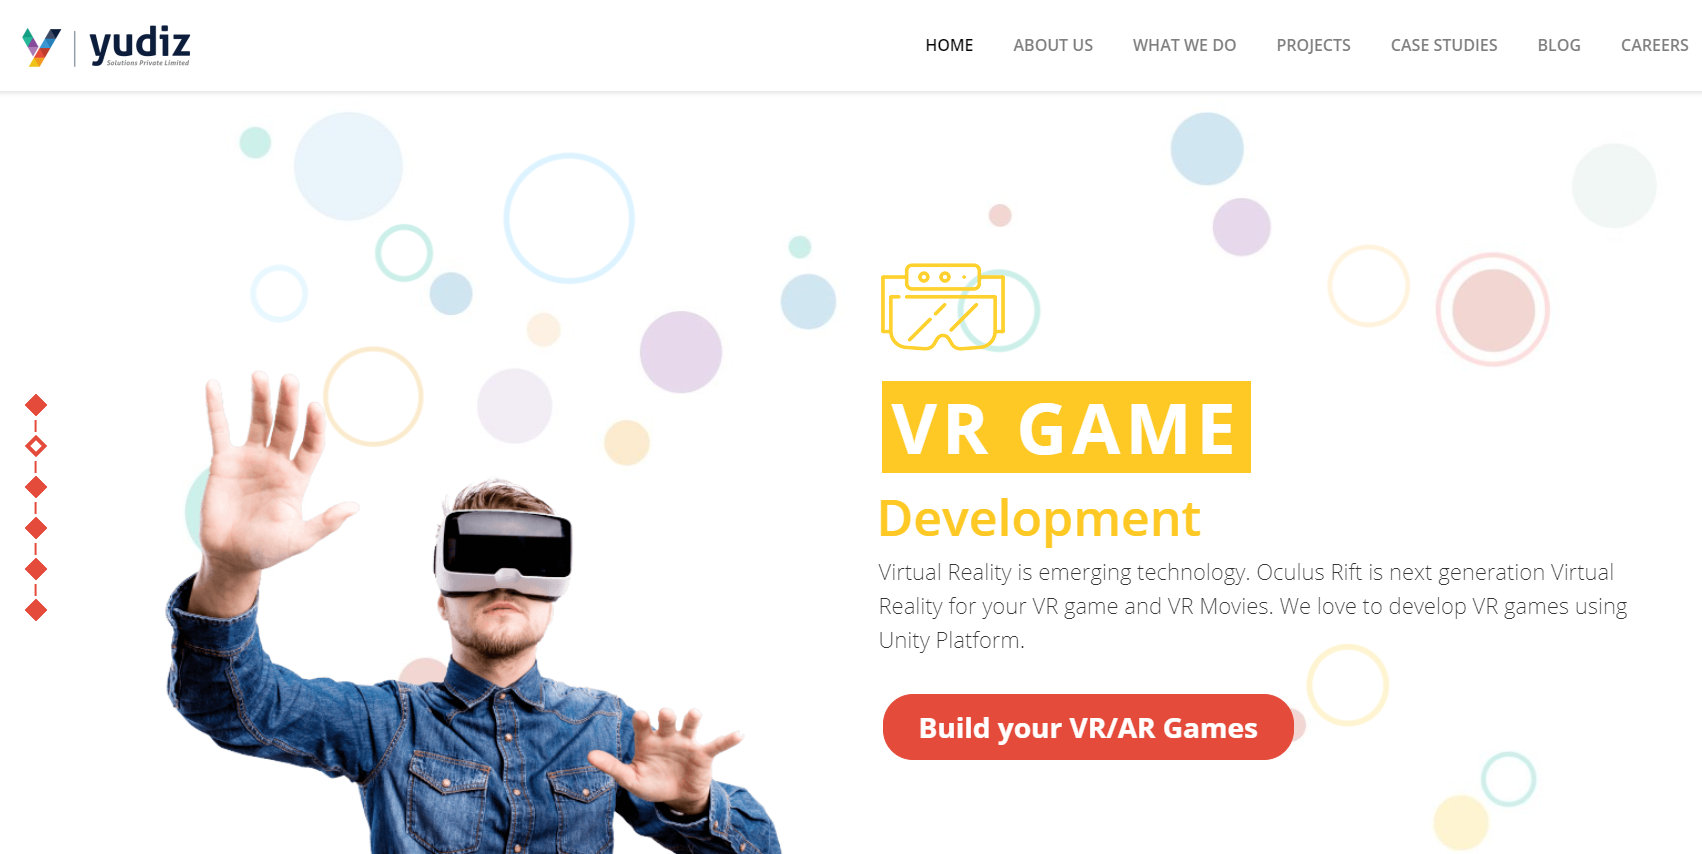 yudiz
Solutions Private Limited
HOME ABOUT US WHAT WE DO PROJECTS CASE STUDIES BLOG CAREERS
VR GAME
Development
Virtual Reality is emerging technology. Oculus Rift is next generation Virtual
Reality for your VR game and VR Movies. We love to develop VR games using
Unity Platform.
Build your VR/AR Games